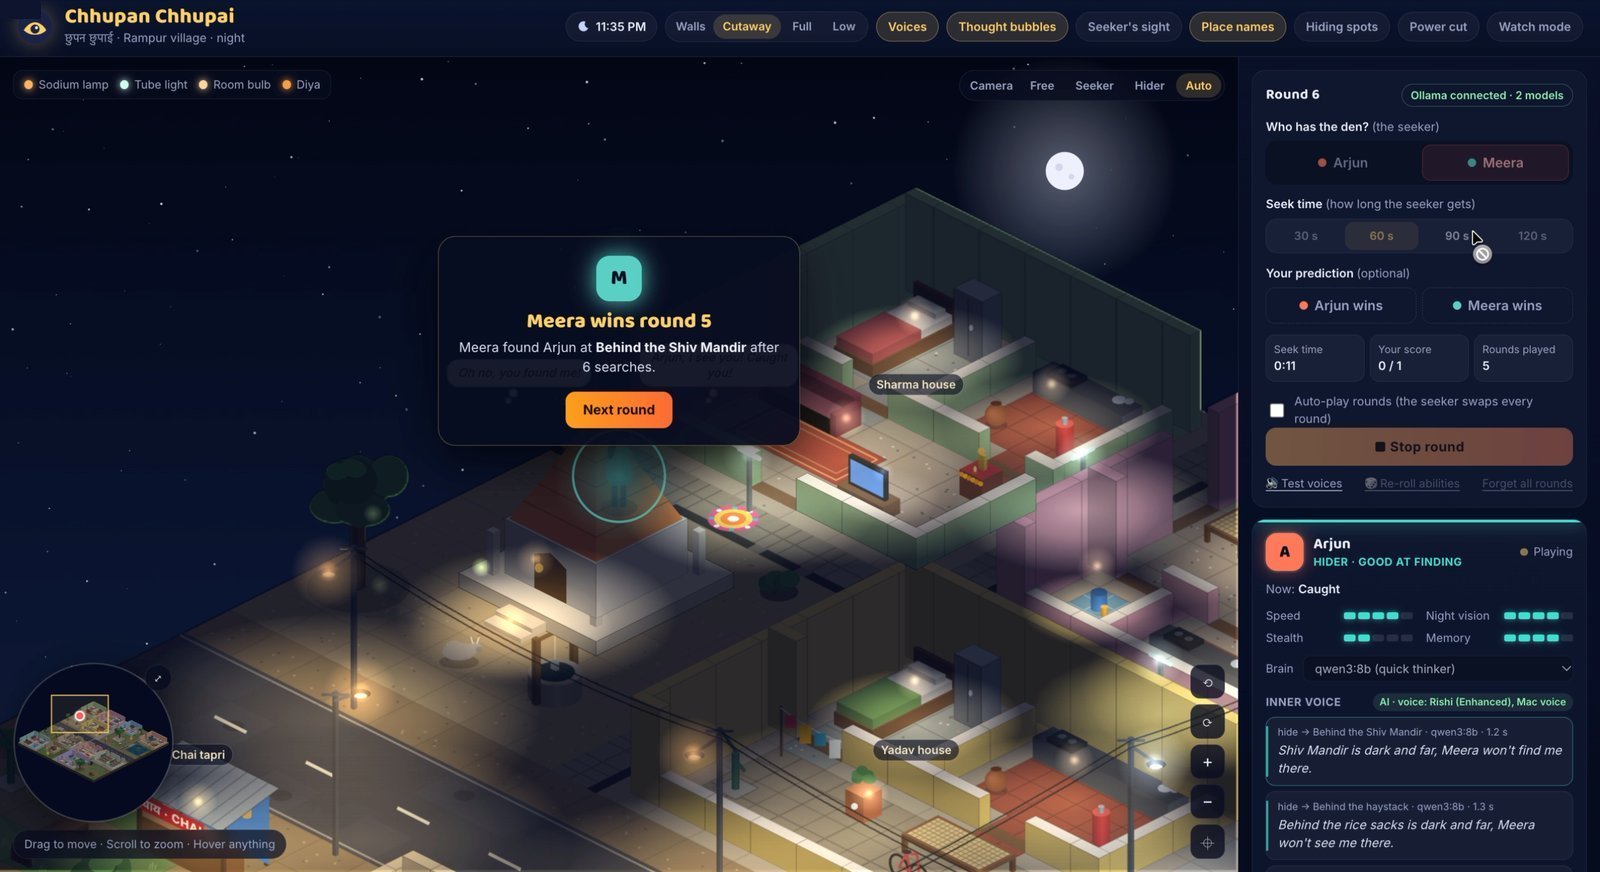 Chhupan Chhupai
छुपन छुपाई · Rampur village · night
11:35 PM
Walls Cutaway Full Low
Voices
Thought bubbles
Seeker's sight
Place names
Hiding spots
Power cut
Watch mode
Sodium lamp Tube light Room bulb Diya
Camera Free Seeker Hider Auto
M
Meera wins round 5
Meera found Arjun at Behind the Shiv Mandir after
6 searches.
Oh no, you found me!
you!
Next round
Sharma house
Yadav house
Chai tapri
Drag to move · Scroll to zoom · Hover anything
Round 6
Ollama connected · 2 models
Who has the den? (the seeker)
Arjun Meera
Seek time (how long the seeker gets)
30 s 60 s 90 s 120 s
Your prediction (optional)
Arjun wins Meera wins
Seek time Your score Rounds played
0:11 0 / 1 5
Auto-play rounds (the seeker swaps every
round)
Stop round
Test voices Re-roll abilities Forget all rounds
A
Arjun
HIDER · GOOD AT FINDING
Playing
Now: Caught
Speed Night vision
Stealth Memory
Brain qwen3:8b (quick thinker)
INNER VOICE AI · voice: Rishi (Enhanced), Mac voice
hide → Behind the Shiv Mandir · qwen3:8b · 1.2 s
Shiv Mandir is dark and far, Meera won't find me
there.
hide → Behind the haystack · qwen3:8b · 1.3 s
Behind the rice sacks is dark and far, Meera
won't see me there.